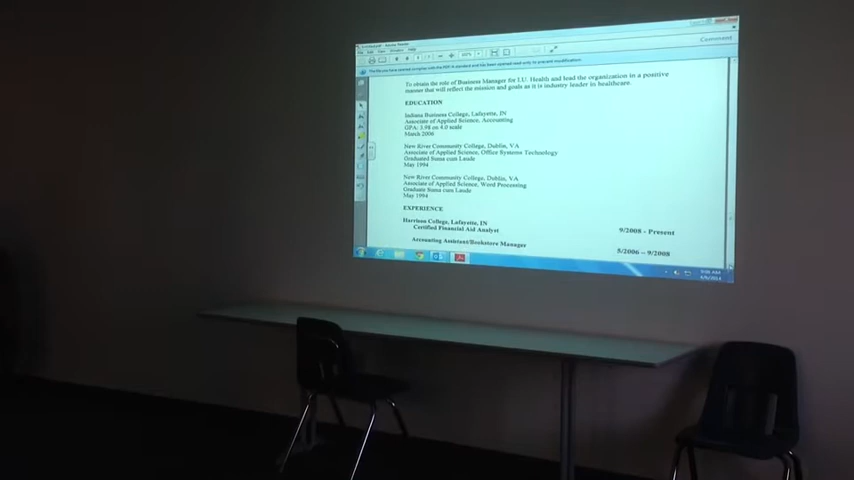 Comment
To obtain the role of Business Manager for I.U. Health and lead the organization in a positive
manner that will reflect the mission and goals as it is industry leader in healthcare.
EDUCATION
Indiana Business College, Lafayette, IN
Associate of Applied Science, Accounting
GPA: 3.98 on 4.0 scale
March 2006
New River Community College, Dublin, VA
Associate of Applied Science, Office Systems Technology
Graduated Suma cum Laude
May 1994
New River Community College, Dublin, VA
Associate of Applied Science, Word Processing
Graduate Suma cum Laude
May 1994
EXPERIENCE
Harrison College, Lafayette, IN
Certified Financial Aid Analyst 9/2008 - Present
Accounting Assistant/Bookstore Manager 5/2006 – 9/2008